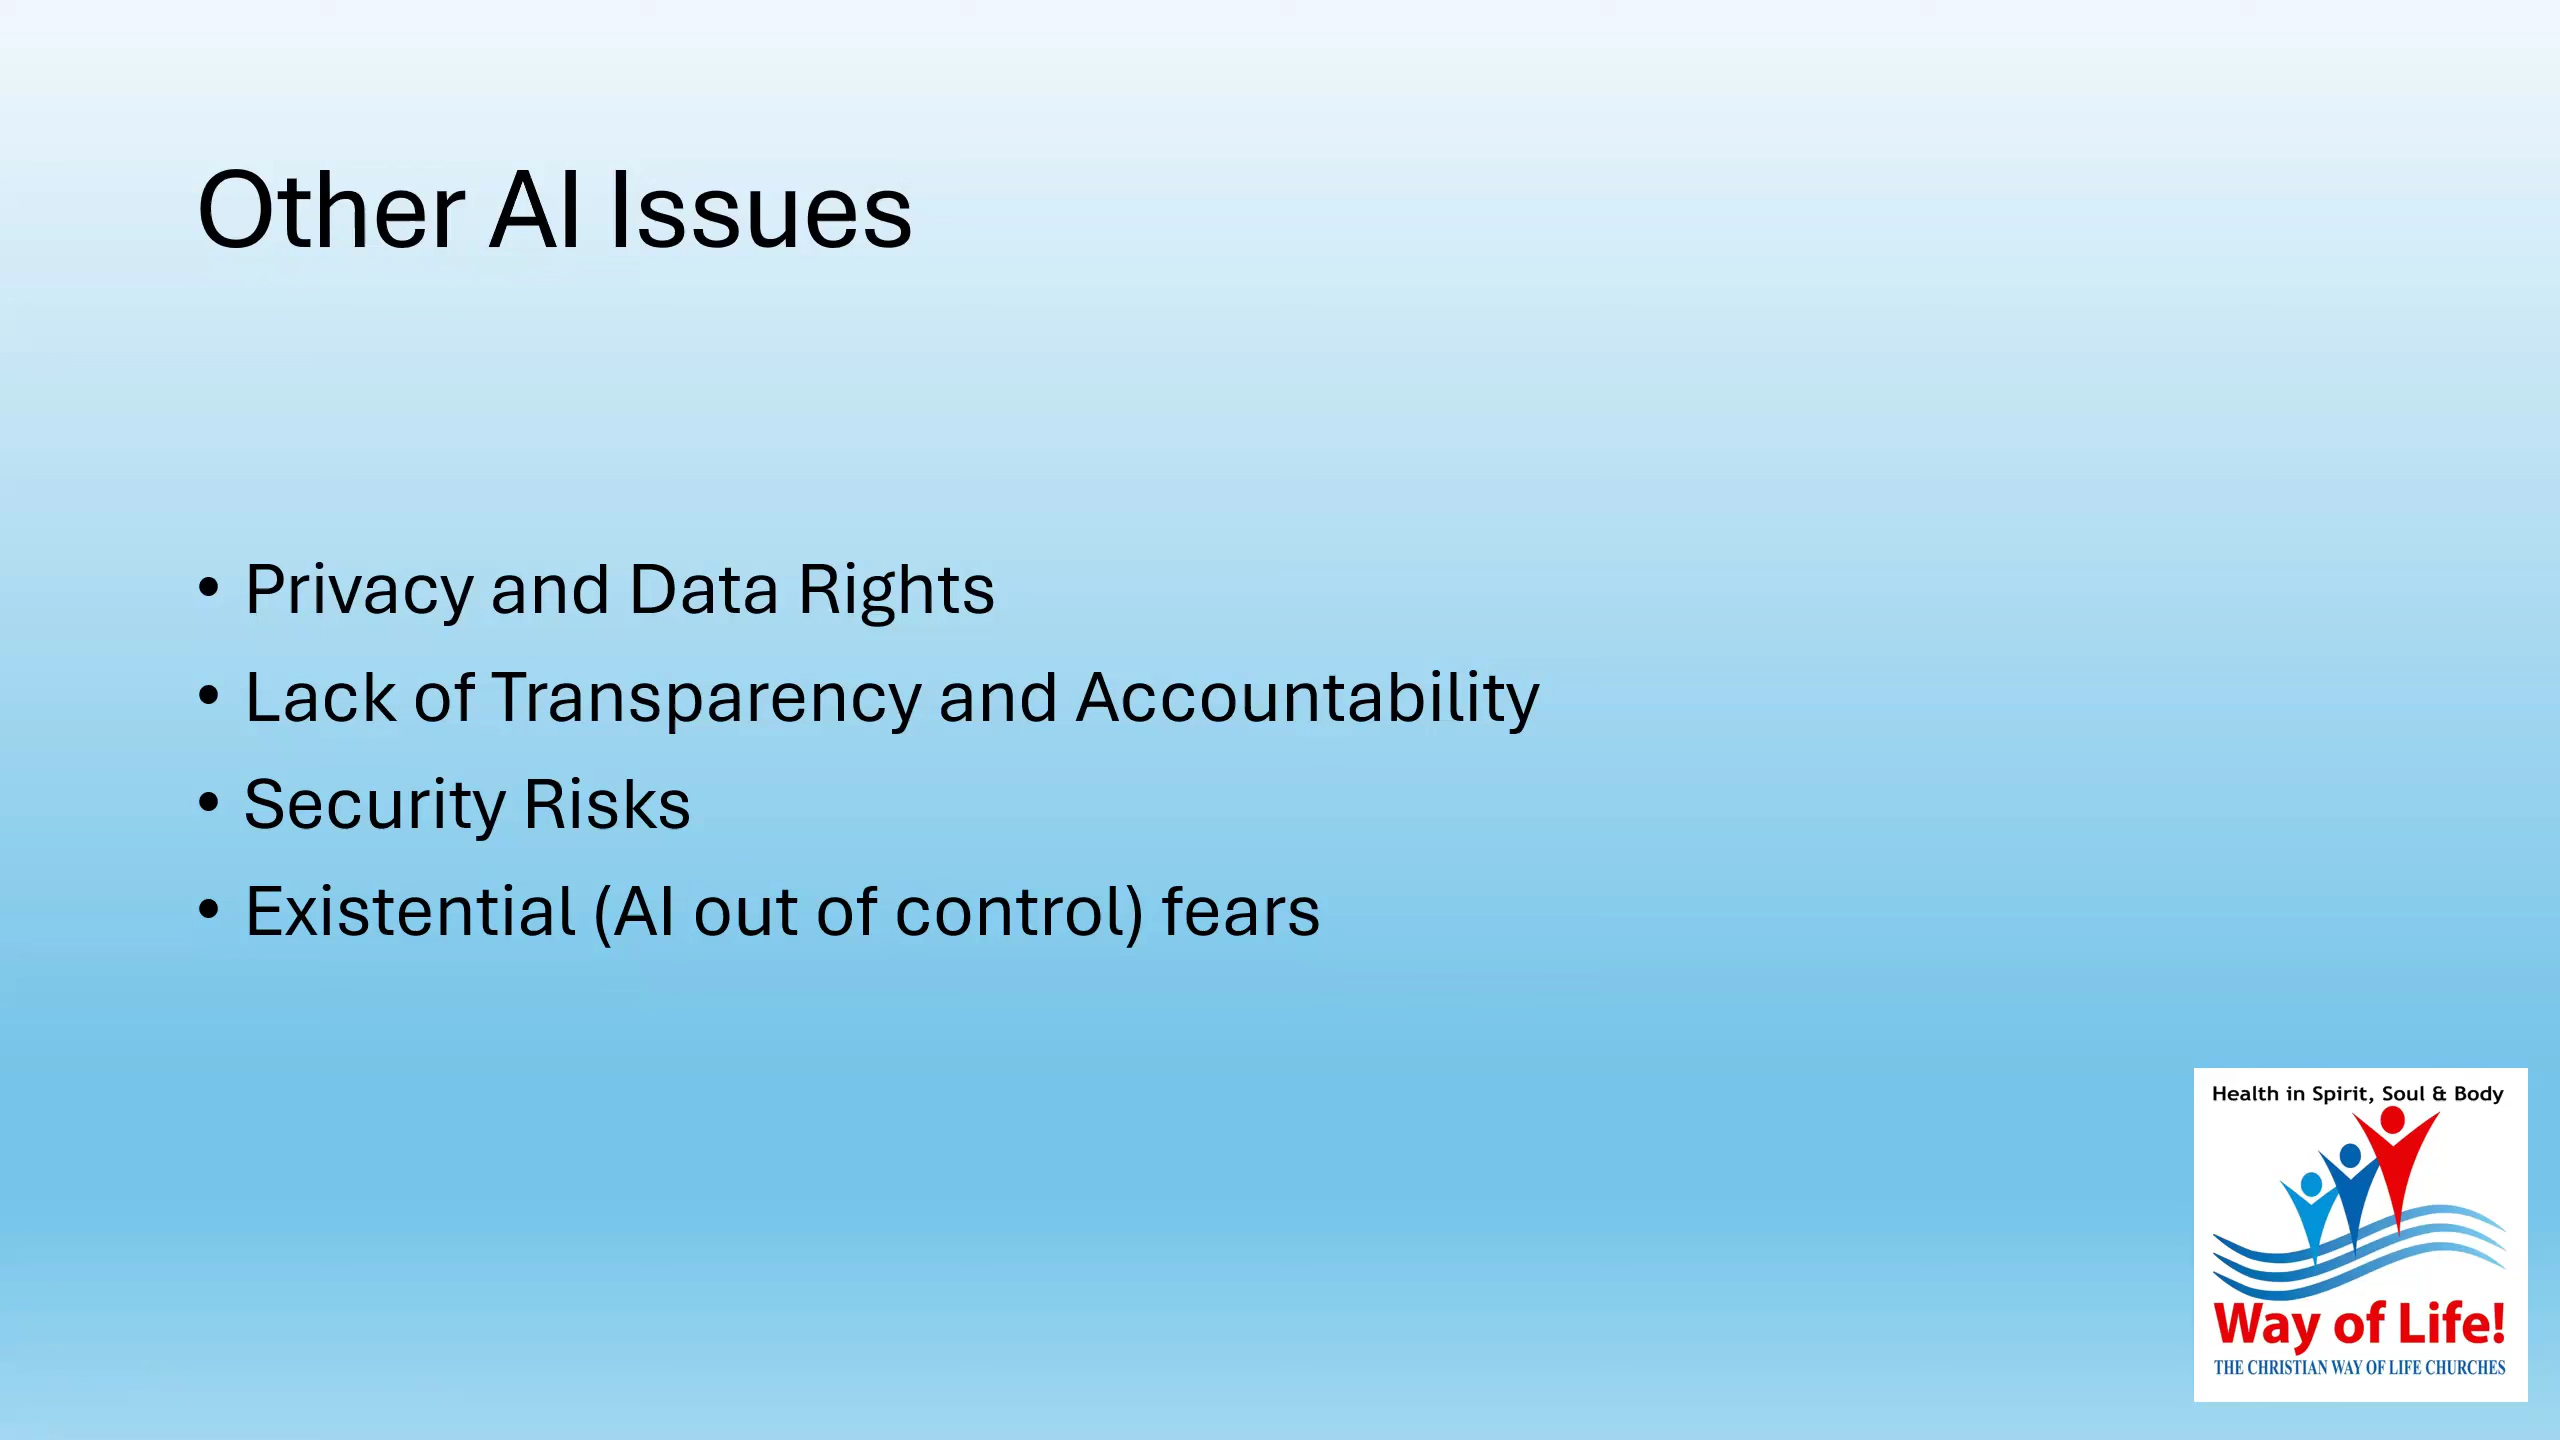 Other AI Issues
• Privacy and Data Rights
• Lack of Transparency and Accountability
• Security Risks
• Existential (AI out of control) fears
Health in Spirit, Soul & Body
Way of Life!
THE CHRISTIAN WAY OF LIFE CHURCHES